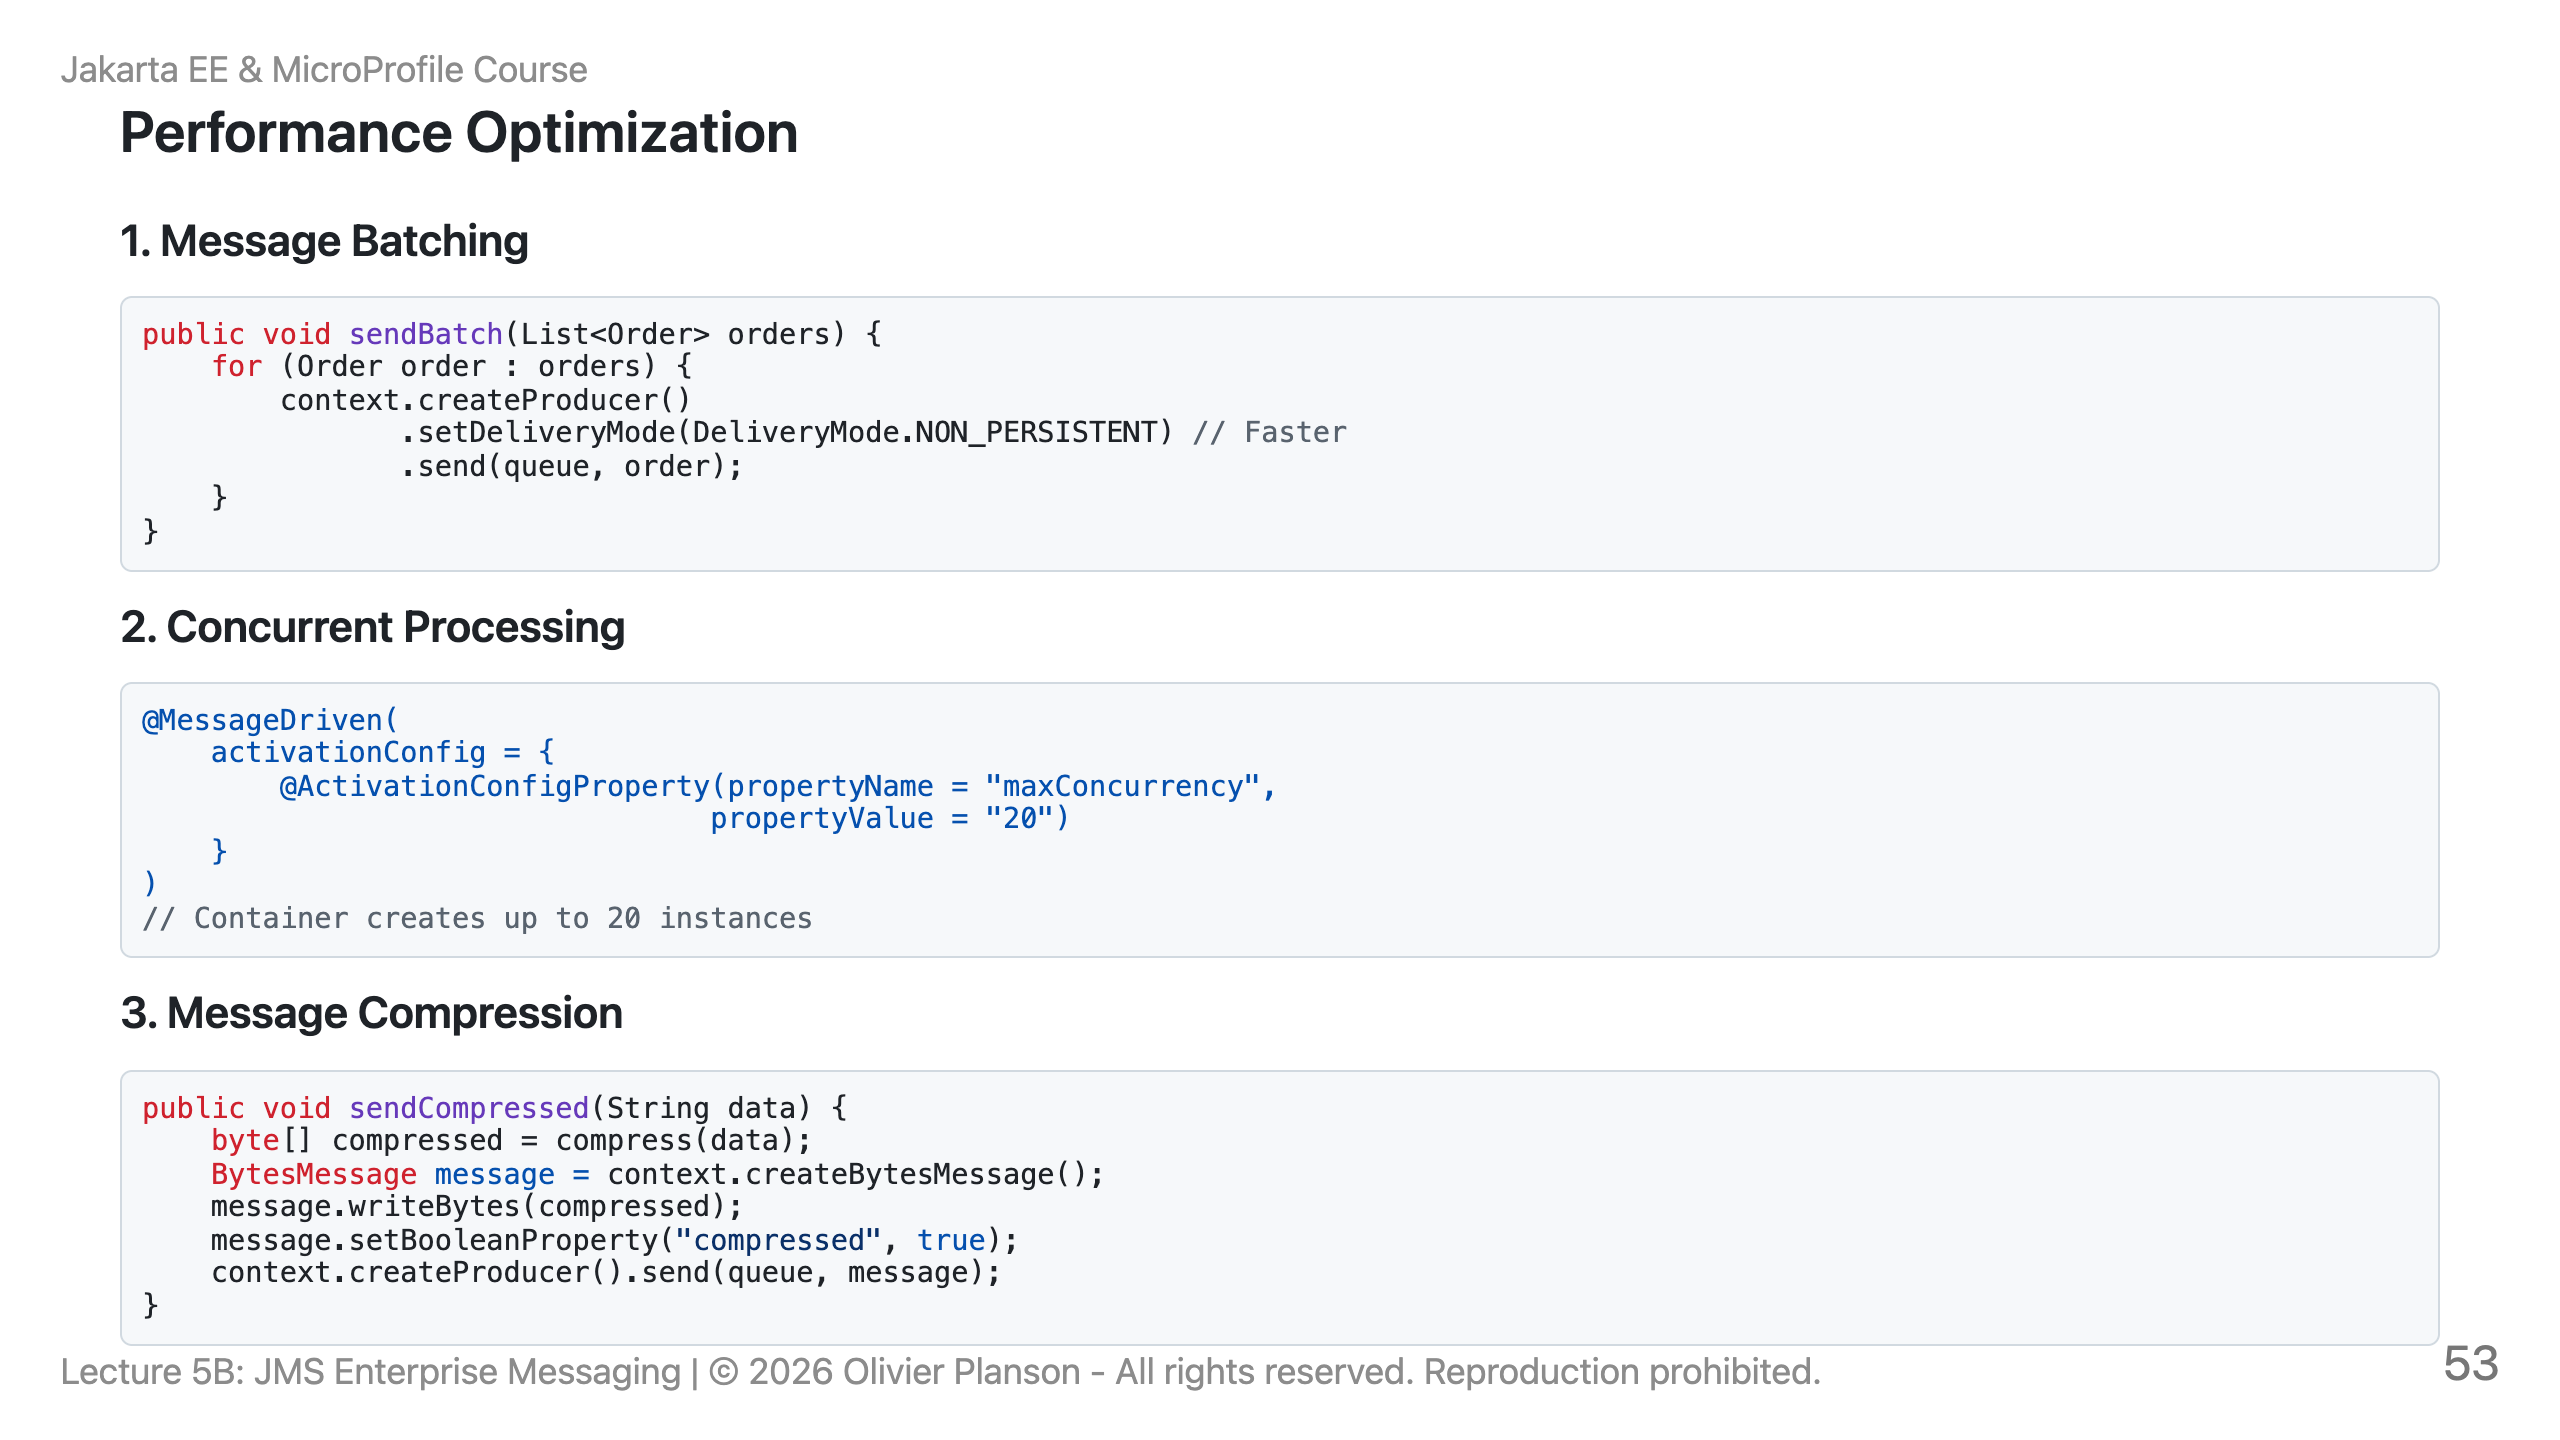 Jakarta EE & MicroProfile Course
Performance Optimization
1. Message Batching
public void sendBatch(List<Order> orders) {
    for (Order order : orders) {
        context.createProducer()
               .setDeliveryMode(DeliveryMode.NON_PERSISTENT) // Faster
               .send(queue, order);
    }
}
2. Concurrent Processing
@MessageDriven(
    activationConfig = {
        @ActivationConfigProperty(propertyName = "maxConcurrency",
                                 propertyValue = "20")
    }
)
// Container creates up to 20 instances
3. Message Compression
public void sendCompressed(String data) {
    byte[] compressed = compress(data);
    BytesMessage message = context.createBytesMessage();
    message.writeBytes(compressed);
    message.setBooleanProperty("compressed", true);
    context.createProducer().send(queue, message);
}
Lecture 5B: JMS Enterprise Messaging | © 2026 Olivier Planson - All rights reserved. Reproduction prohibited.
53